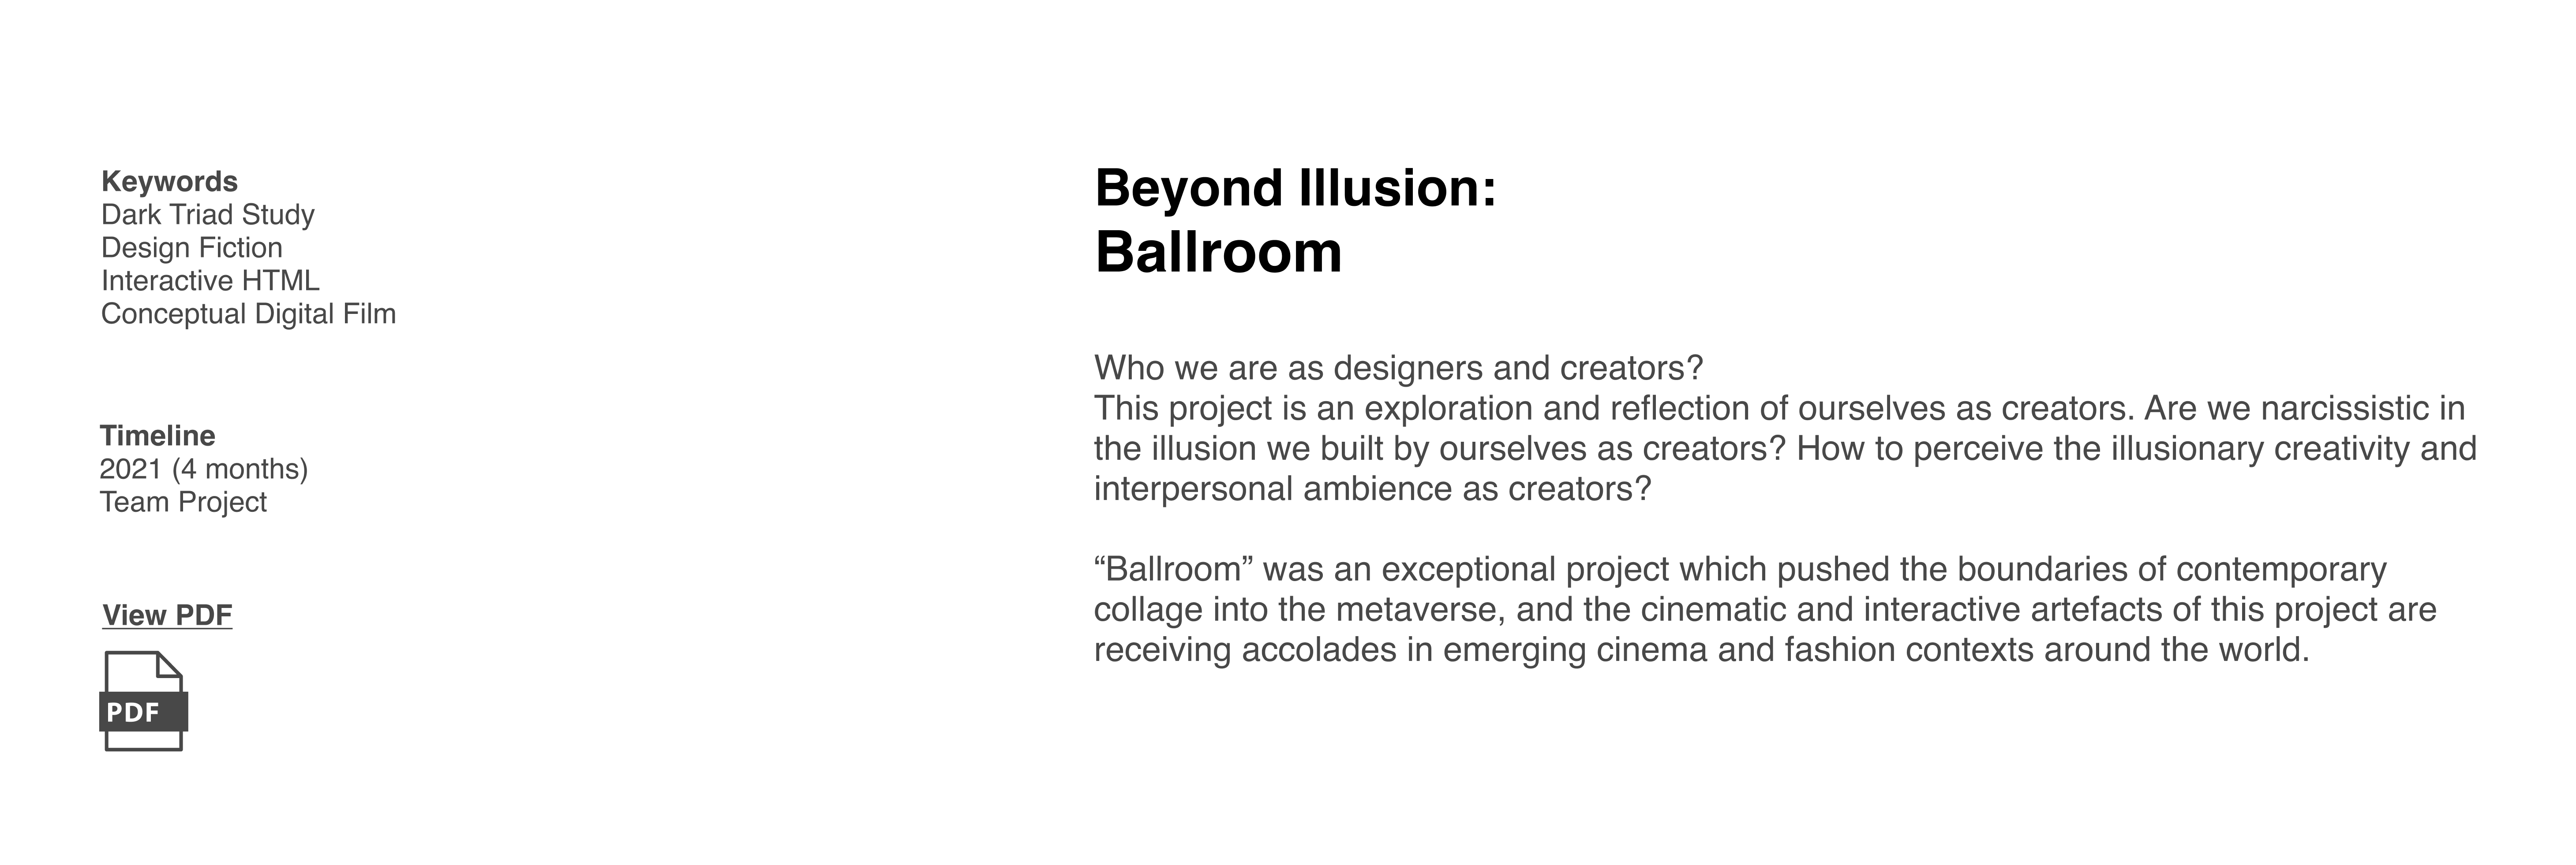 Keywords
Dark Triad Study
Design Fiction
Interactive HTML
Conceptual Digital Film
Timeline
2021 (4 months)
Team Project
View PDF
PDF
Beyond Illusion:
Ballroom
Who we are as designers and creators?
This project is an exploration and reflection of ourselves as creators. Are we narcissistic in
the illusion we built by ourselves as creators? How to perceive the illusionary creativity and
interpersonal ambience as creators?
“Ballroom” was an exceptional project which pushed the boundaries of contemporary
collage into the metaverse, and the cinematic and interactive artefacts of this project are
receiving accolades in emerging cinema and fashion contexts around the world.